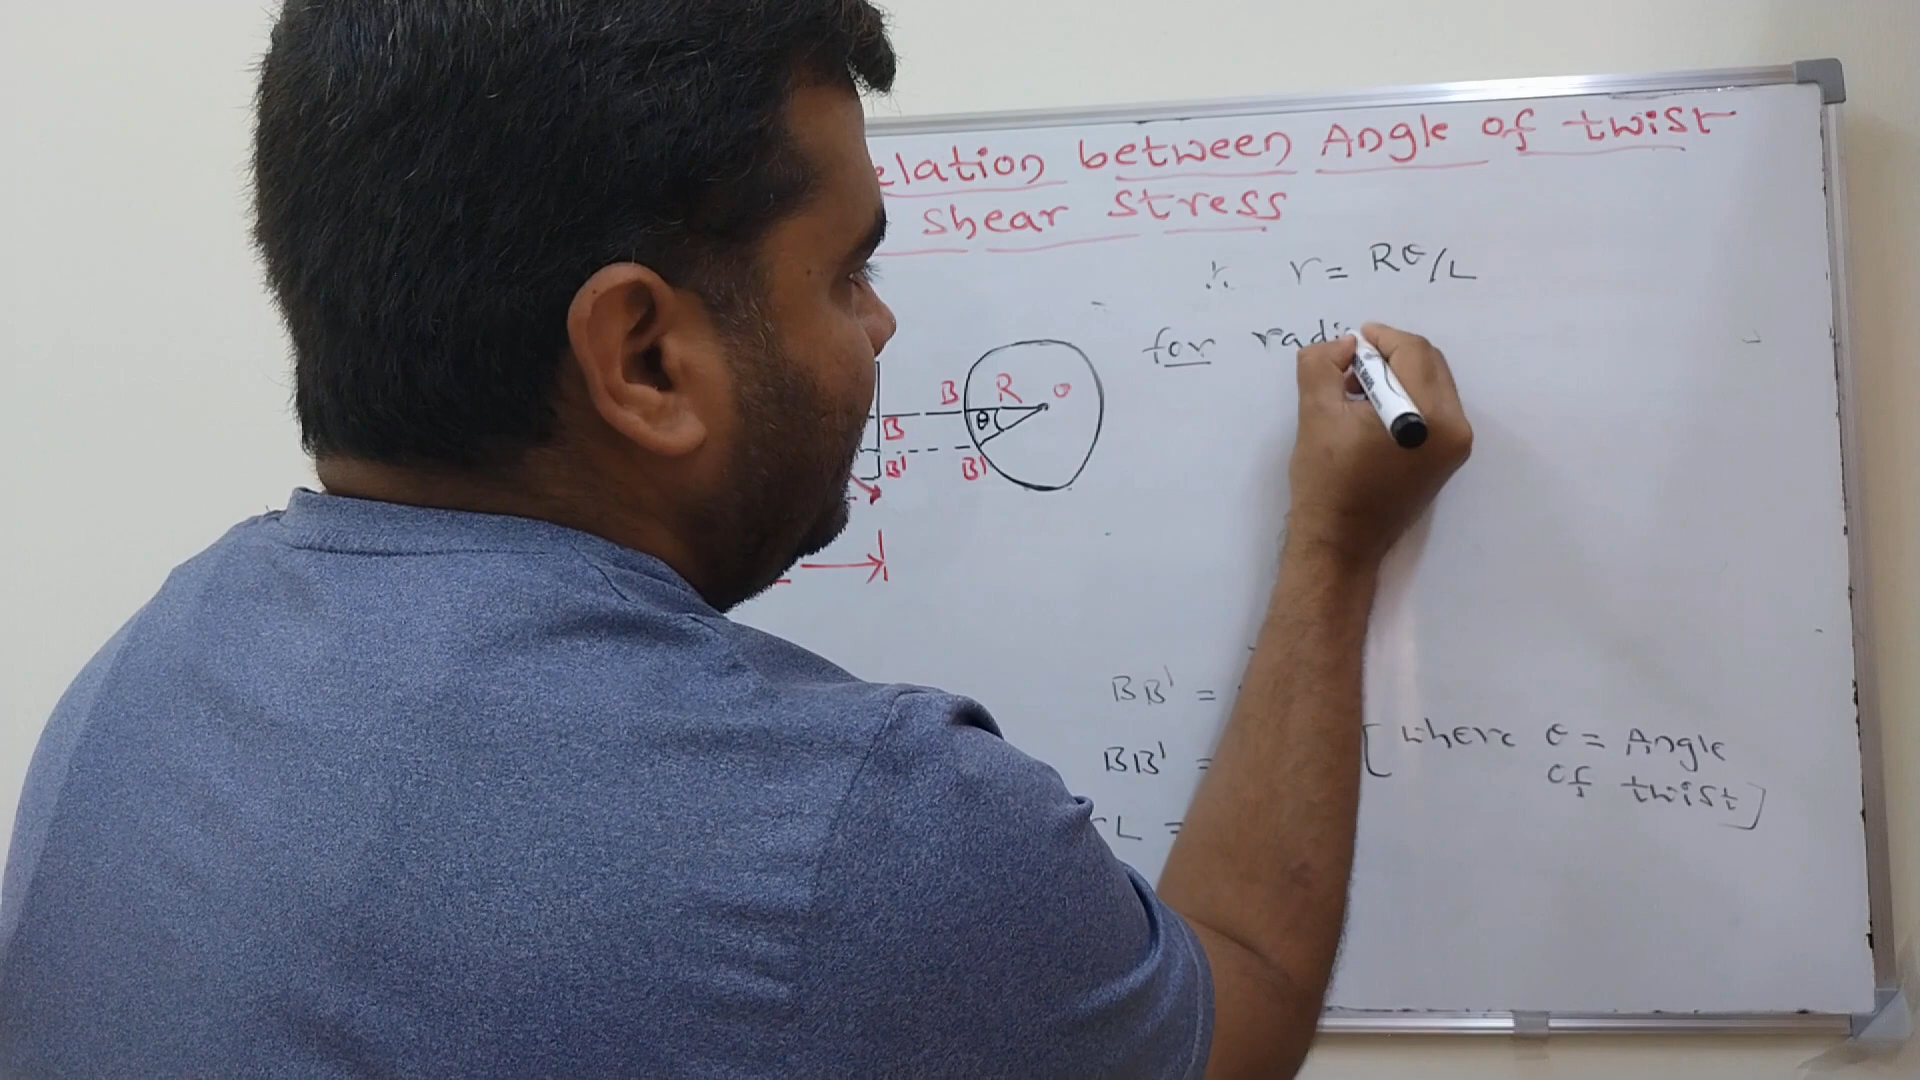 elation between Angle of twist
shear stress
∴ r = Rθ/L
for radi
B R O
θ
B
B' B'
BB' =
BB' = [where θ = Angle
of twist]
rL =